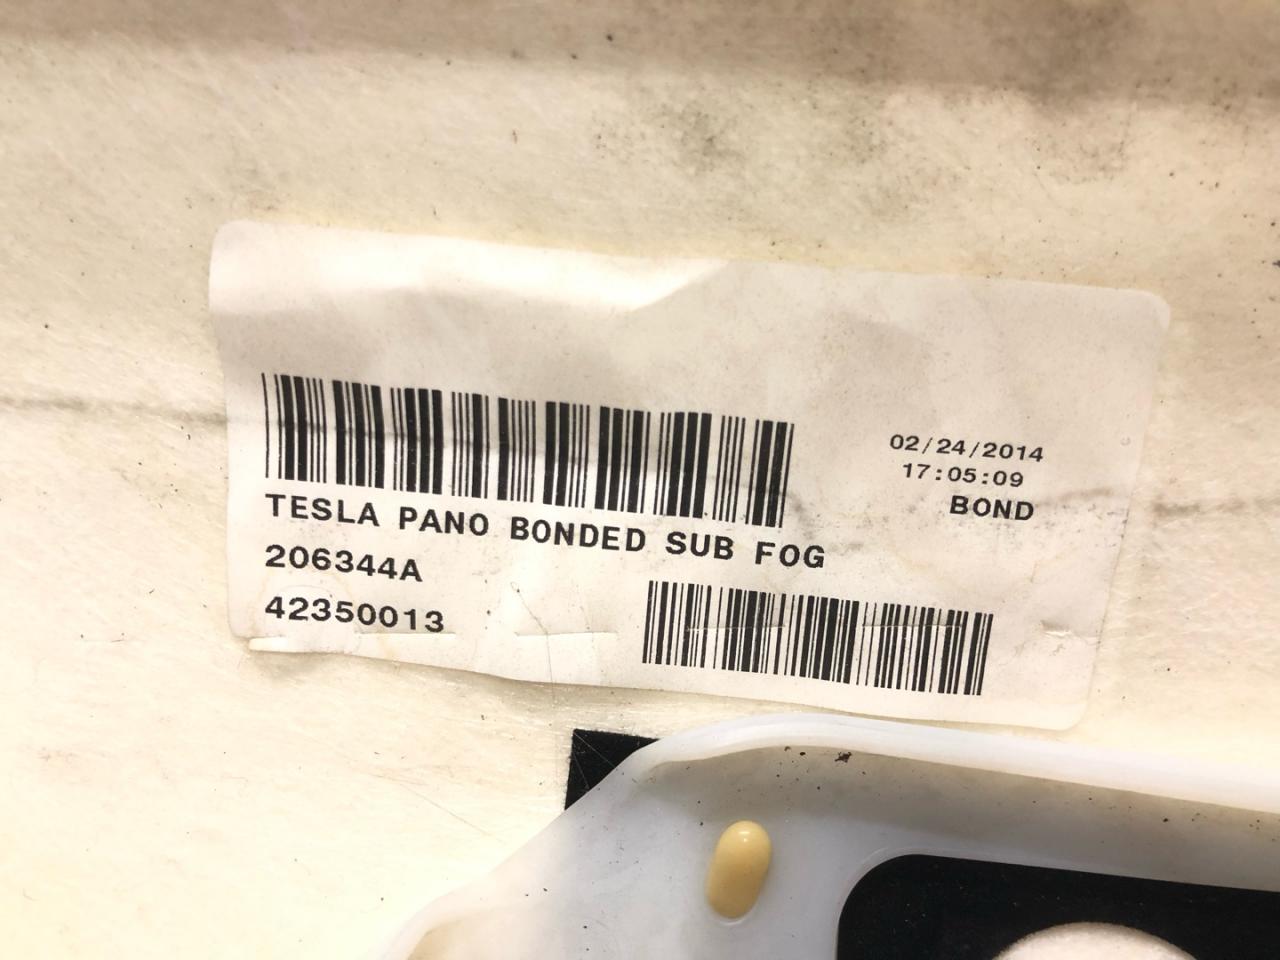 02/24/2014
17:05:09
BOND
TESLA PANO BONDED SUB FOG
206344A
42350013